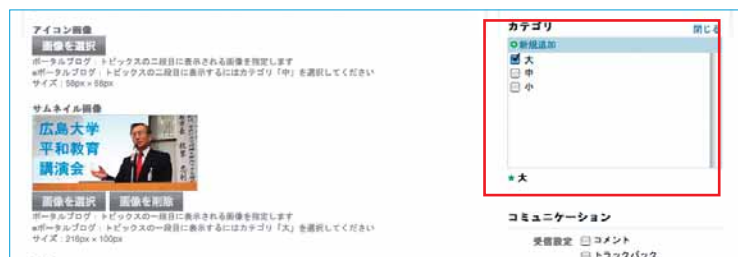 アイコン画像
画像を選択
ポータルブログ:トピックスの二段目に表示される画像を指定します
※ポータルブログ:トピックスの二段目に表示するにはカテゴリ「中」を選択してください
サイズ:56px × 56px
サムネイル画像
広島大学
平和教育
講演会
画像を選択
画像を削除
ポータルブログ:トピックスの一段目に表示される画像を指定します
※ポータルブログ:トピックスの一段目に表示するにはカテゴリ「大」を選択してください
サイズ:216px × 100px
カテゴリ
閉じる
新規追加
大
中
小
★大
コミュニケーション
受信設定
コメント
トラックバック